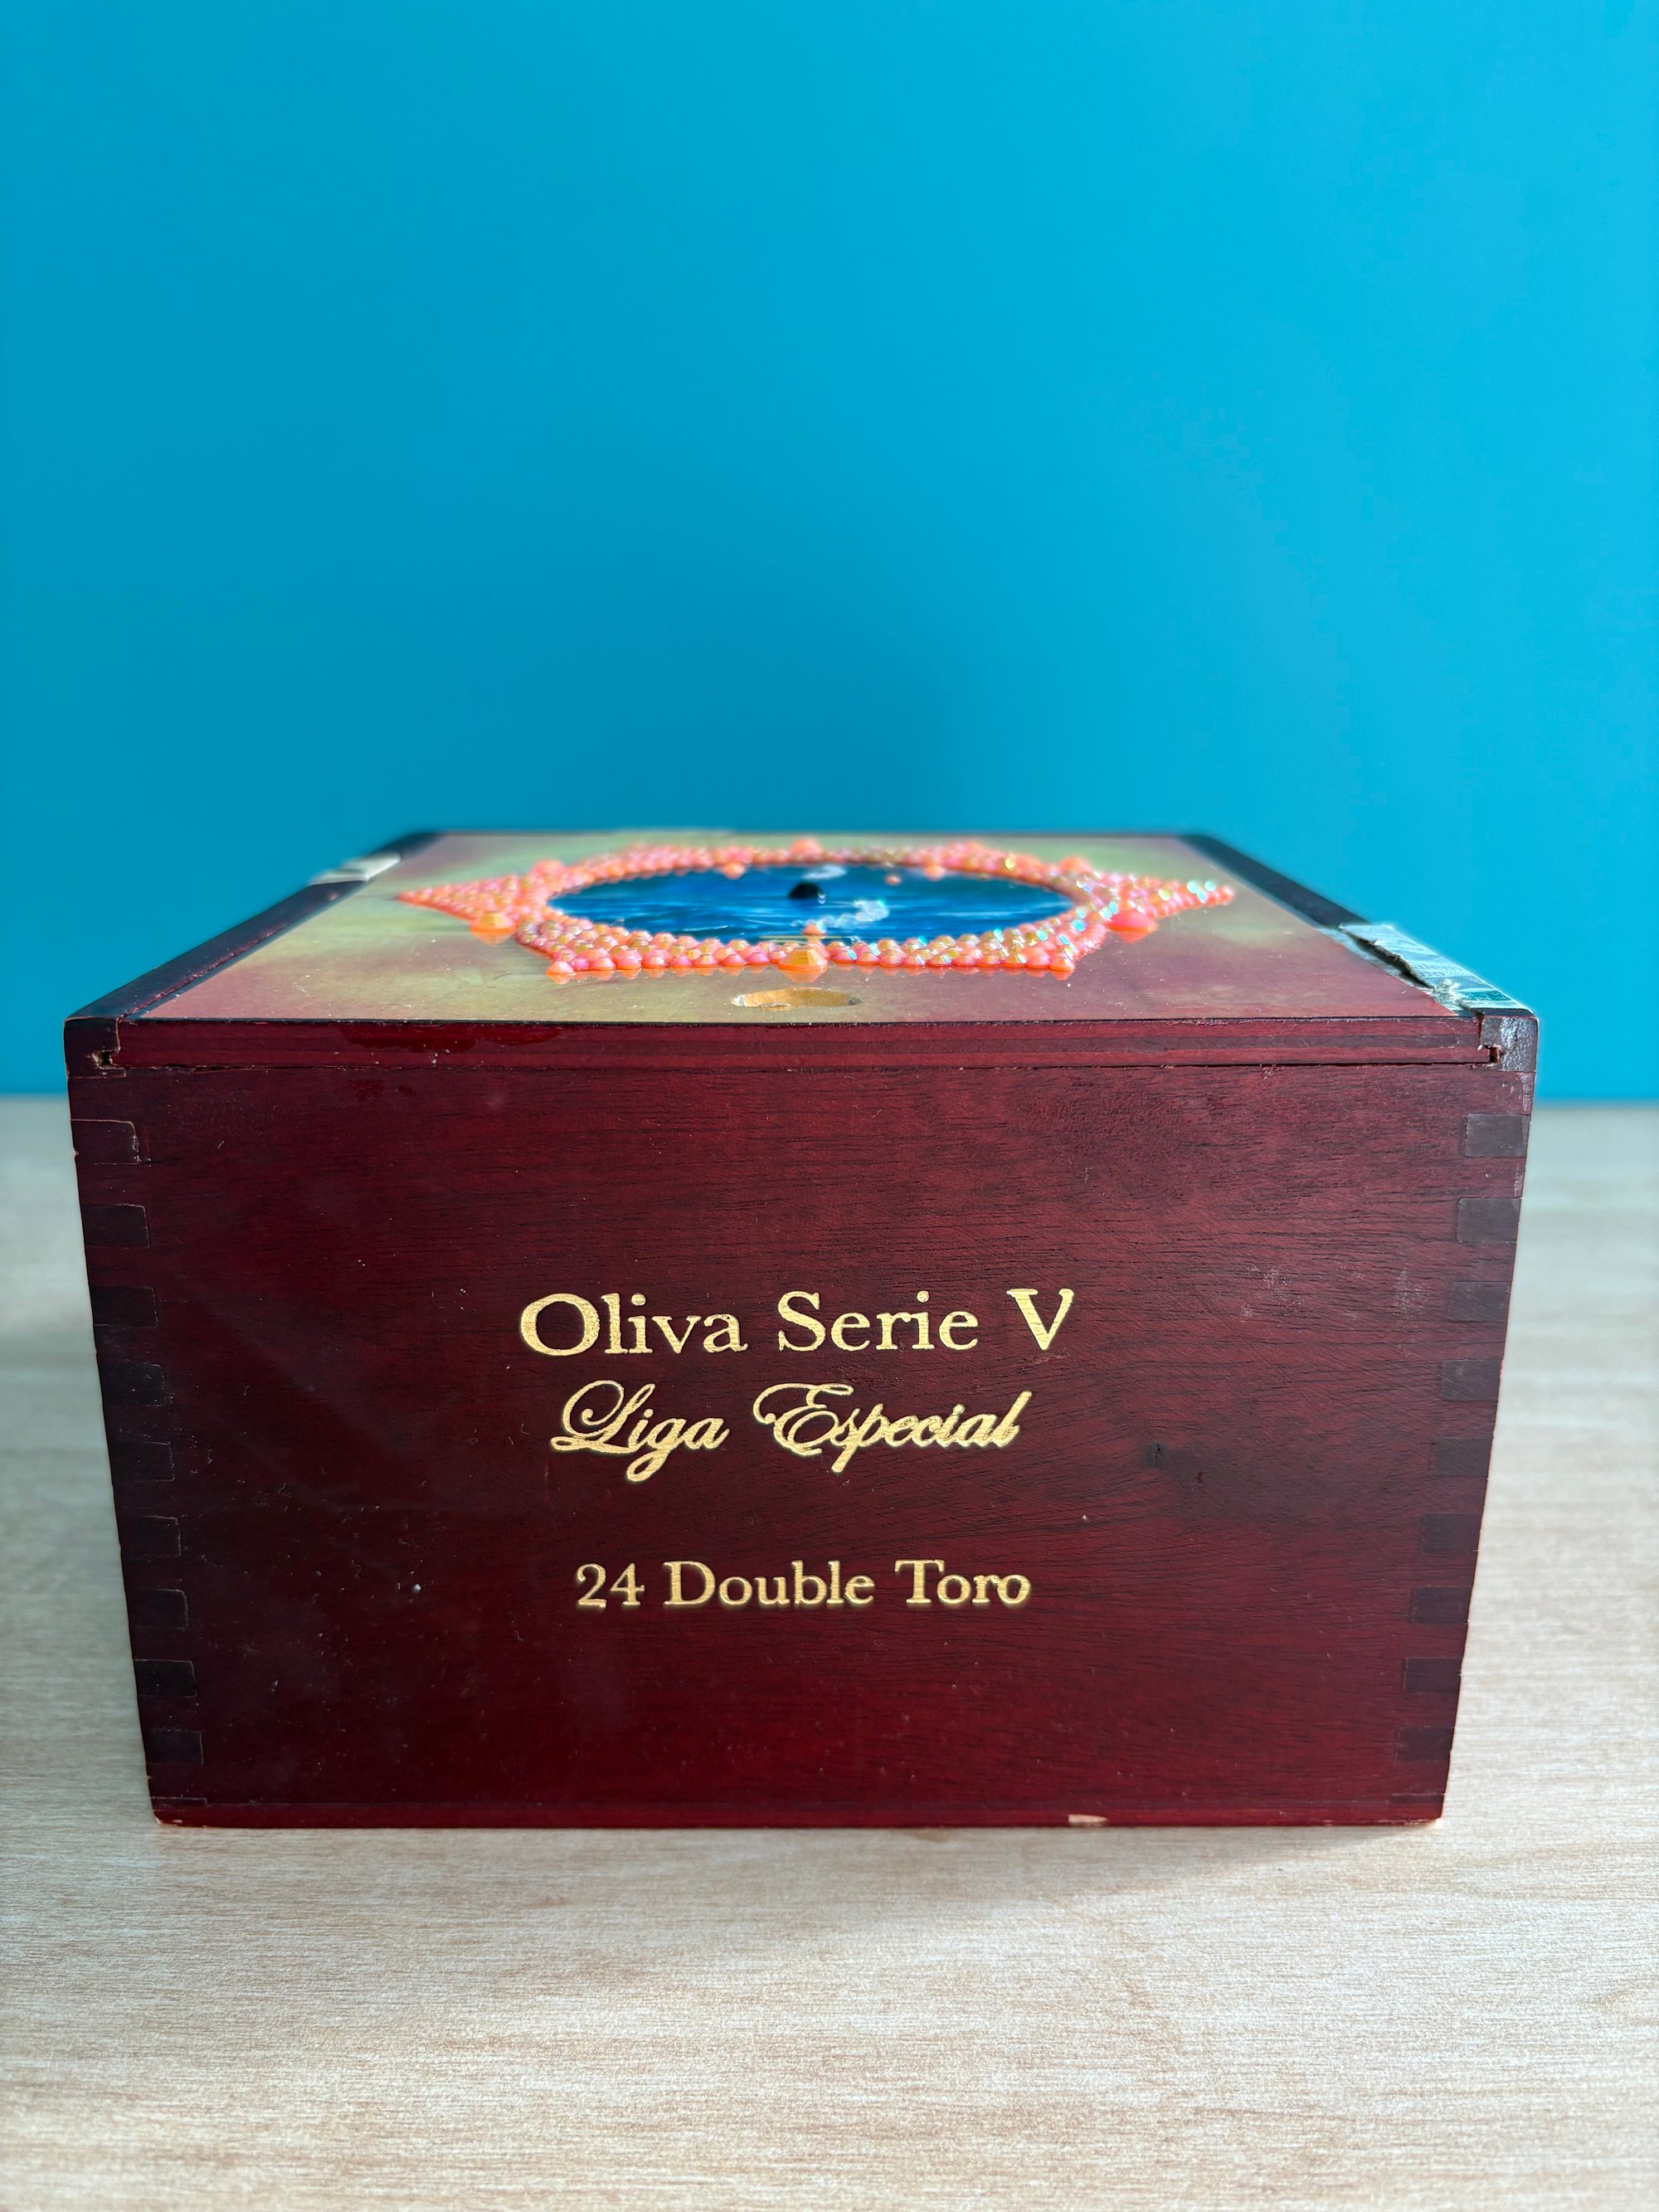 Oliva Serie V
Liga Especial
24 Double Toro